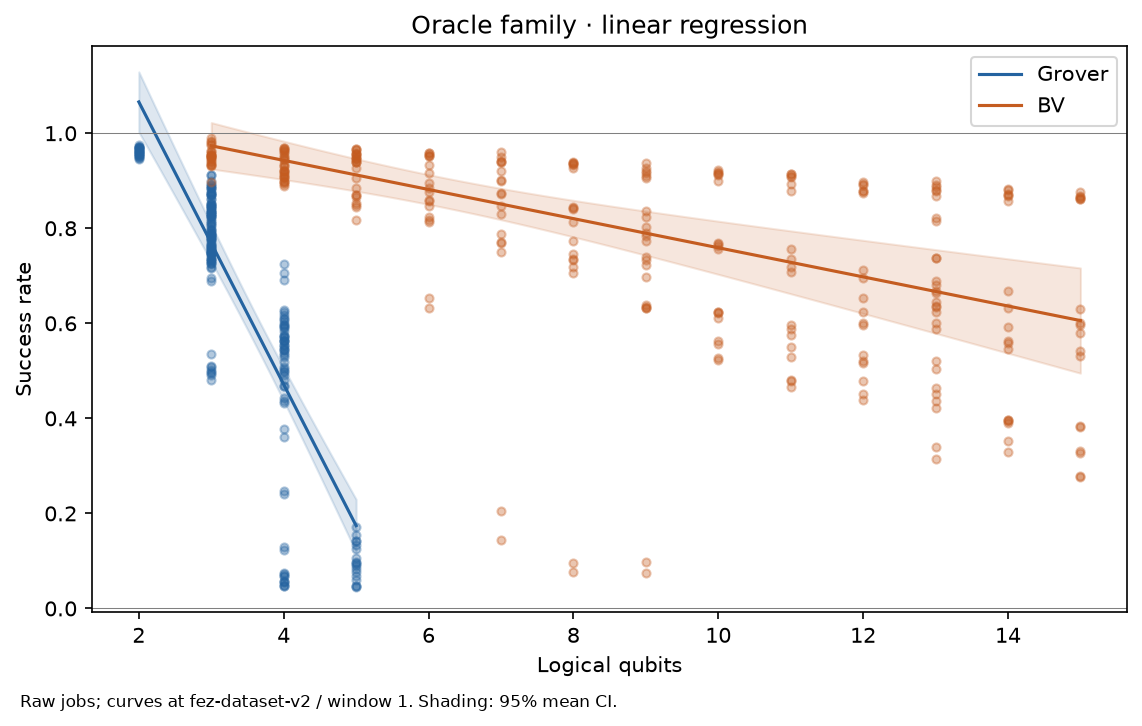 Oracle family · linear regression
Grover
BV
Success rate
1.0
0.8
0.6
0.4
0.2
0.0
2 4 6 8 10 12 14
Logical qubits
Raw jobs; curves at fez-dataset-v2 / window 1. Shading: 95% mean CI.